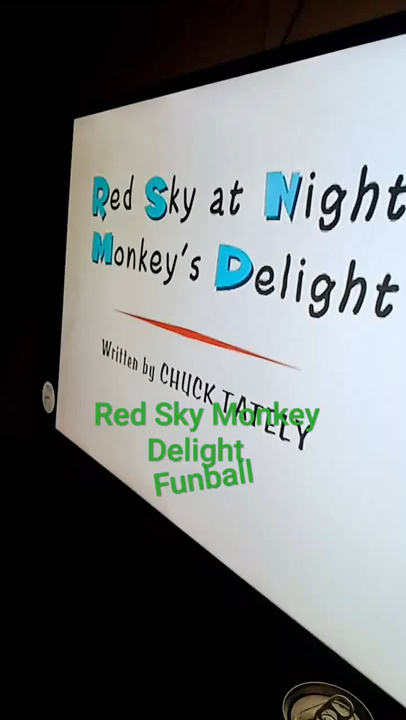 Red Sky at Night
Monkey's Delight
Written by CHUCK TATELY
Red Sky Monkey
Delight
Funball